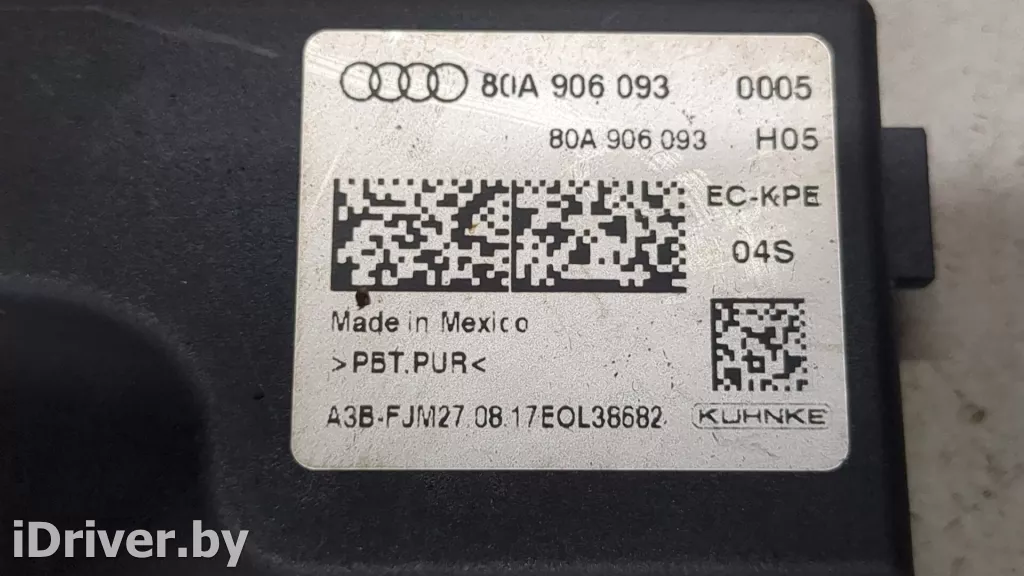 80A 906 093 0005
80A 906 093 H05
EC-KPE
04S
Made in Mexico
>PBT.PUR<
A3B-FJM27.08.17EOL38682
KUHNKE
iDriver.by